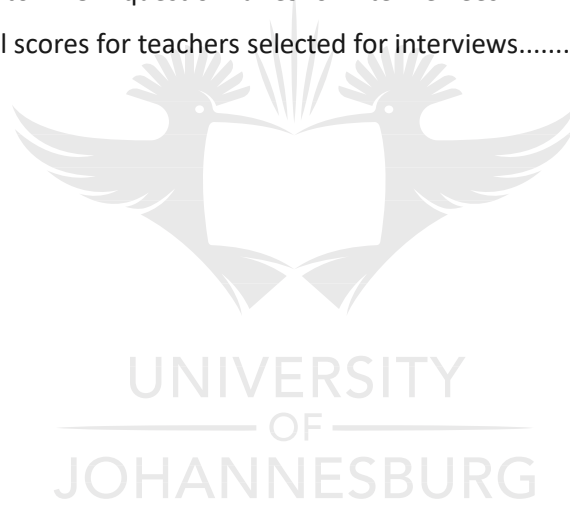 l scores for teachers selected for interviews.......
UNIVERSITY
OF
JOHANNESBURG